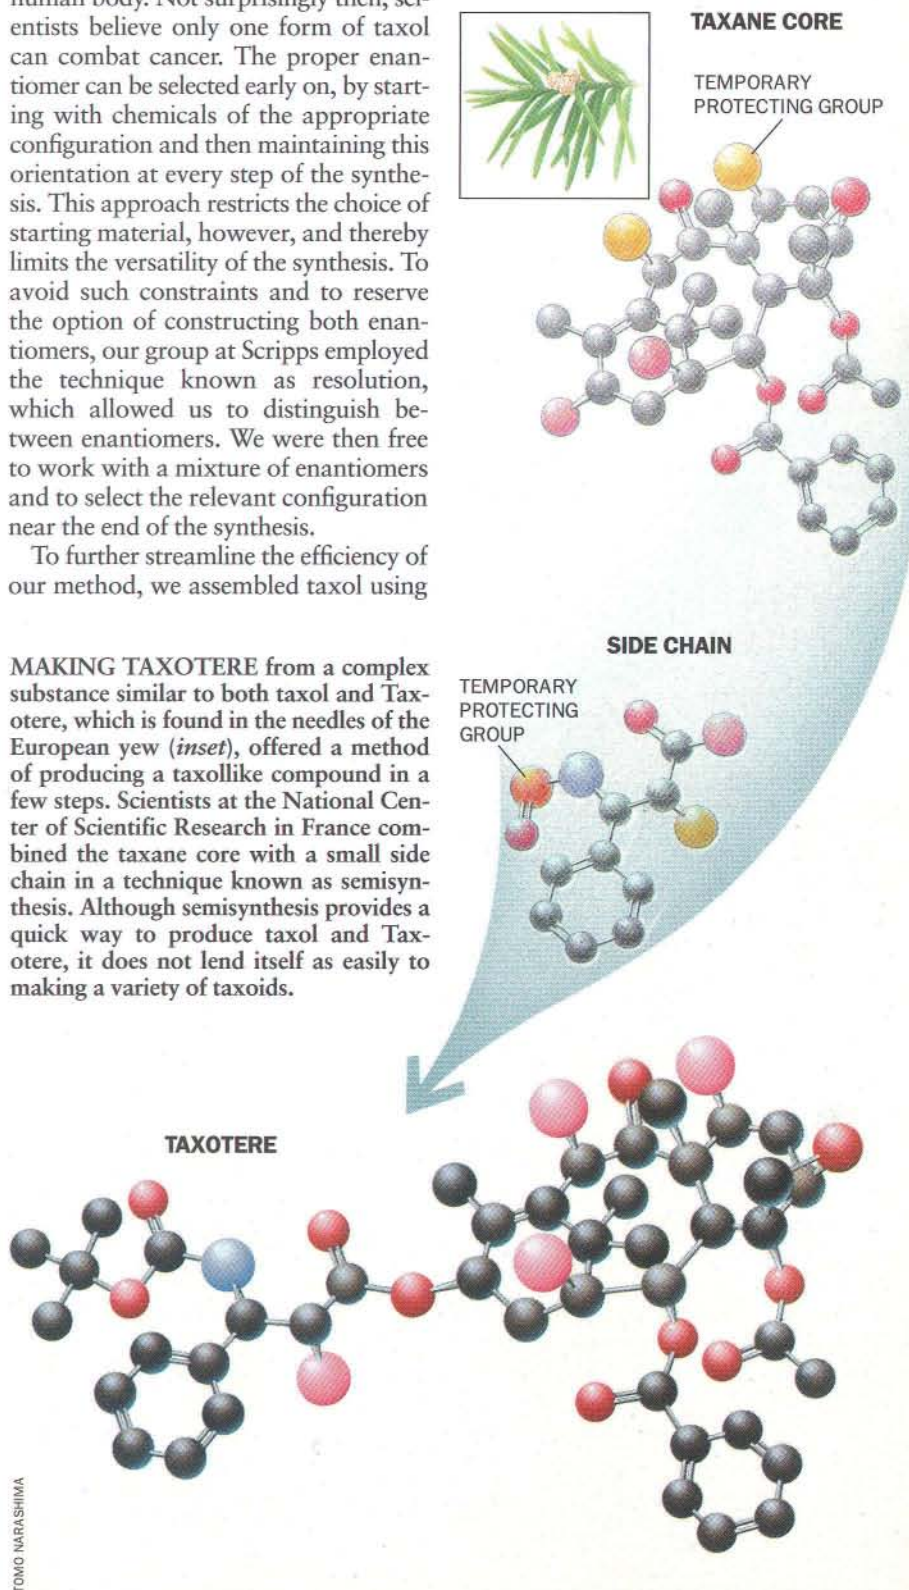 human body. Not surprisingly then, sci-
entists believe only one form of taxol
can combat cancer. The proper enan-
tiomer can be selected early on, by start-
ing with chemicals of the appropriate
configuration and then maintaining this
orientation at every step of the synthe-
sis. This approach restricts the choice of
starting material, however, and thereby
limits the versatility of the synthesis. To
avoid such constraints and to reserve
the option of constructing both enan-
tiomers, our group at Scripps employed
the technique known as resolution,
which allowed us to distinguish be-
tween enantiomers. We were then free
to work with a mixture of enantiomers
and to select the relevant configuration
near the end of the synthesis.
To further streamline the efficiency of
our method, we assembled taxol using
MAKING TAXOTERE from a complex
substance similar to both taxol and Tax-
otere, which is found in the needles of the
European yew (inset), offered a method
of producing a taxollike compound in a
few steps. Scientists at the National Cen-
ter of Scientific Research in France com-
bined the taxane core with a small side
chain in a technique known as semisyn-
thesis. Although semisynthesis provides a
quick way to produce taxol and Tax-
otere, it does not lend itself as easily to
making a variety of taxoids.
TAXANE CORE
TEMPORARY
PROTECTING GROUP
SIDE CHAIN
TEMPORARY
PROTECTING
GROUP
TAXOTERE
TOMO NARASHIMA